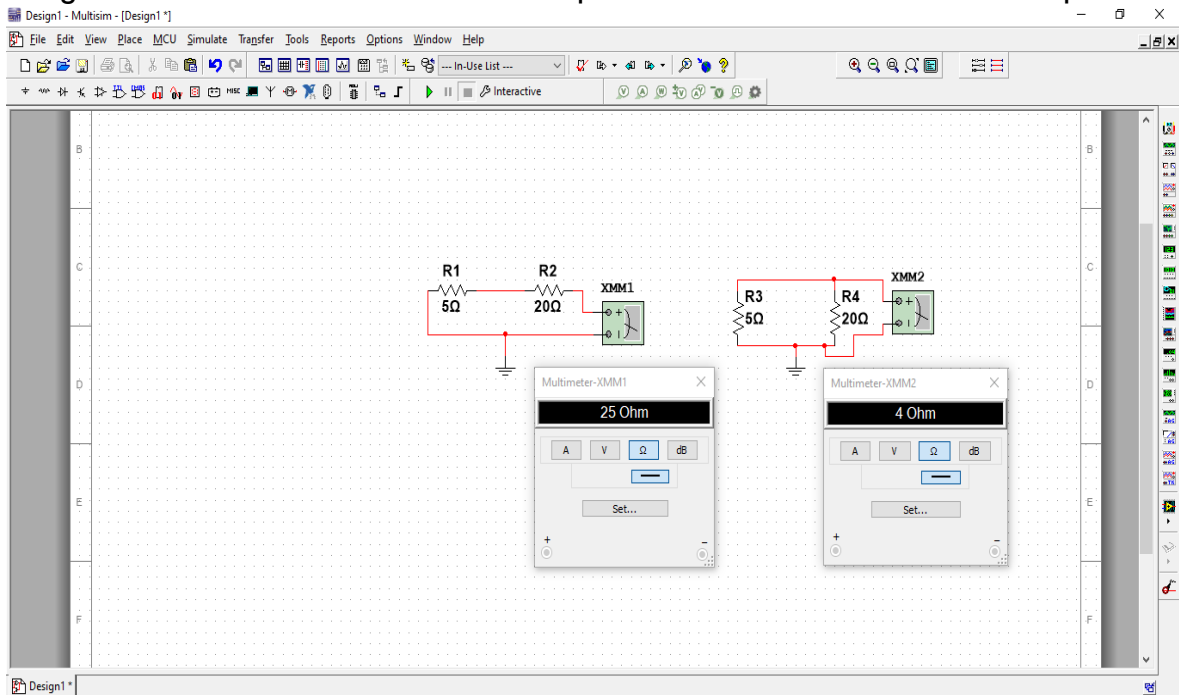 Design1 - Multisim - [Design1 *]
File Edit View Place MCU Simulate Transfer Tools Reports Options Window Help
--- In-Use List ---
MISC
Interactive
B
B
C
C
R1
R2
XMM1
5Ω
20Ω
XMM2
R3
R4
5Ω
20Ω
D
D
Multimeter-XMM1
25 Ohm
A V Ω dB
Set...
+ -
Multimeter-XMM2
4 Ohm
A V Ω dB
Set...
+ -
E
E
F
F
Design1 *